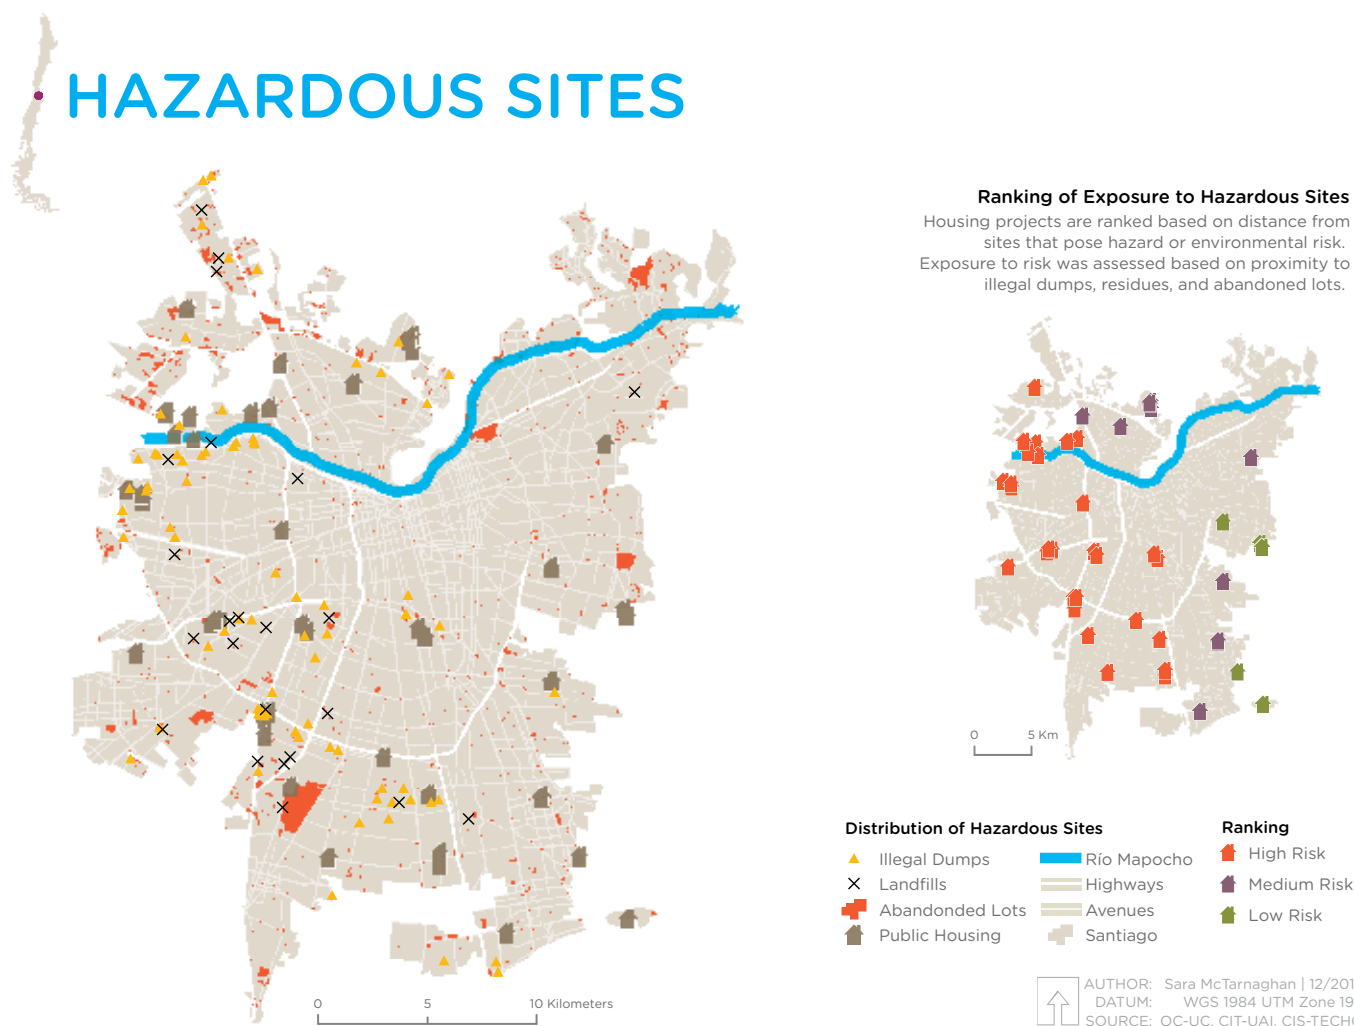 HAZARDOUS SITES
Ranking of Exposure to Hazardous Sites
Housing projects are ranked based on distance from
sites that pose hazard or environmental risk.
Exposure to risk was assessed based on proximity to
illegal dumps, residues, and abandoned lots.
0 5 Km
Distribution of Hazardous Sites
Illegal Dumps
Landfills
Abandonded Lots
Public Housing
Río Mapocho
Highways
Avenues
Santiago
Ranking
High Risk
Medium Risk
Low Risk
0 5 10 Kilometers
AUTHOR: Sara McTarnaghan | 12/201
DATUM: WGS 1984 UTM Zone 19
SOURCE: OC-UC, CIT-UAI, CIS-TECHO